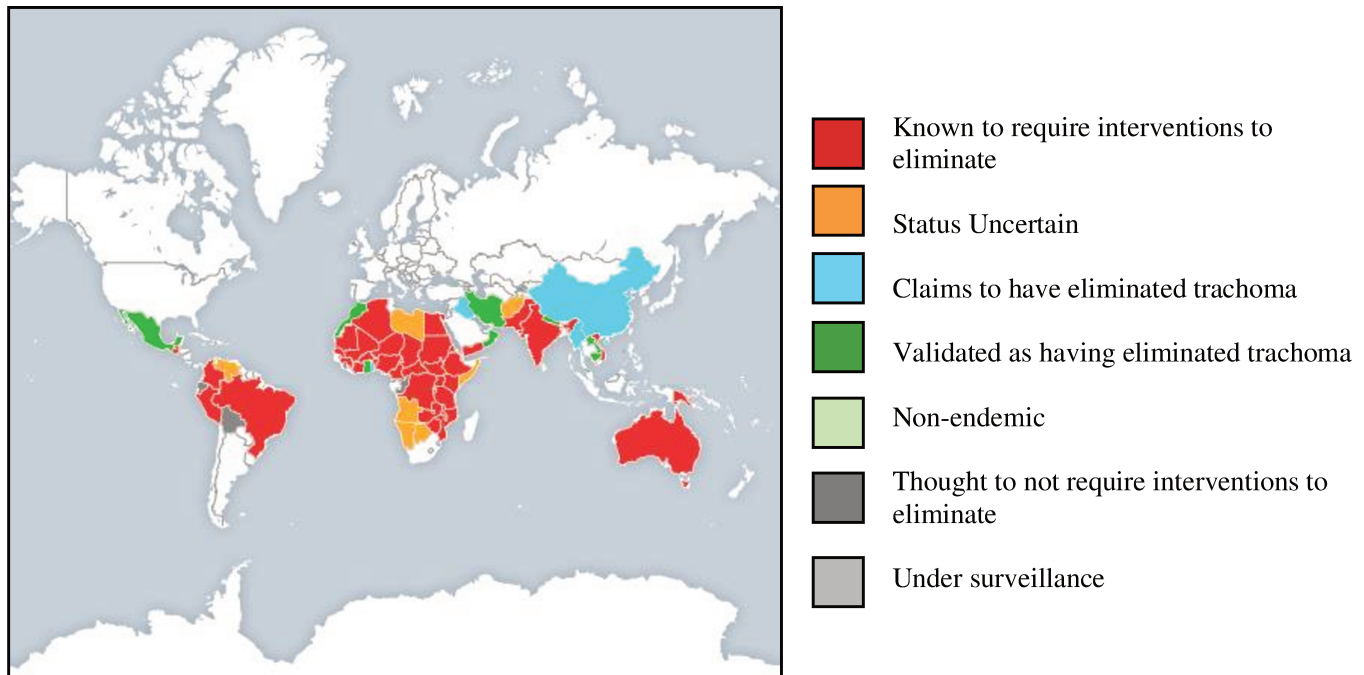 Known to require interventions to
eliminate
Status Uncertain
Claims to have eliminated trachoma
Validated as having eliminated trachoma
Non-endemic
Thought to not require interventions to
eliminate
Under surveillance